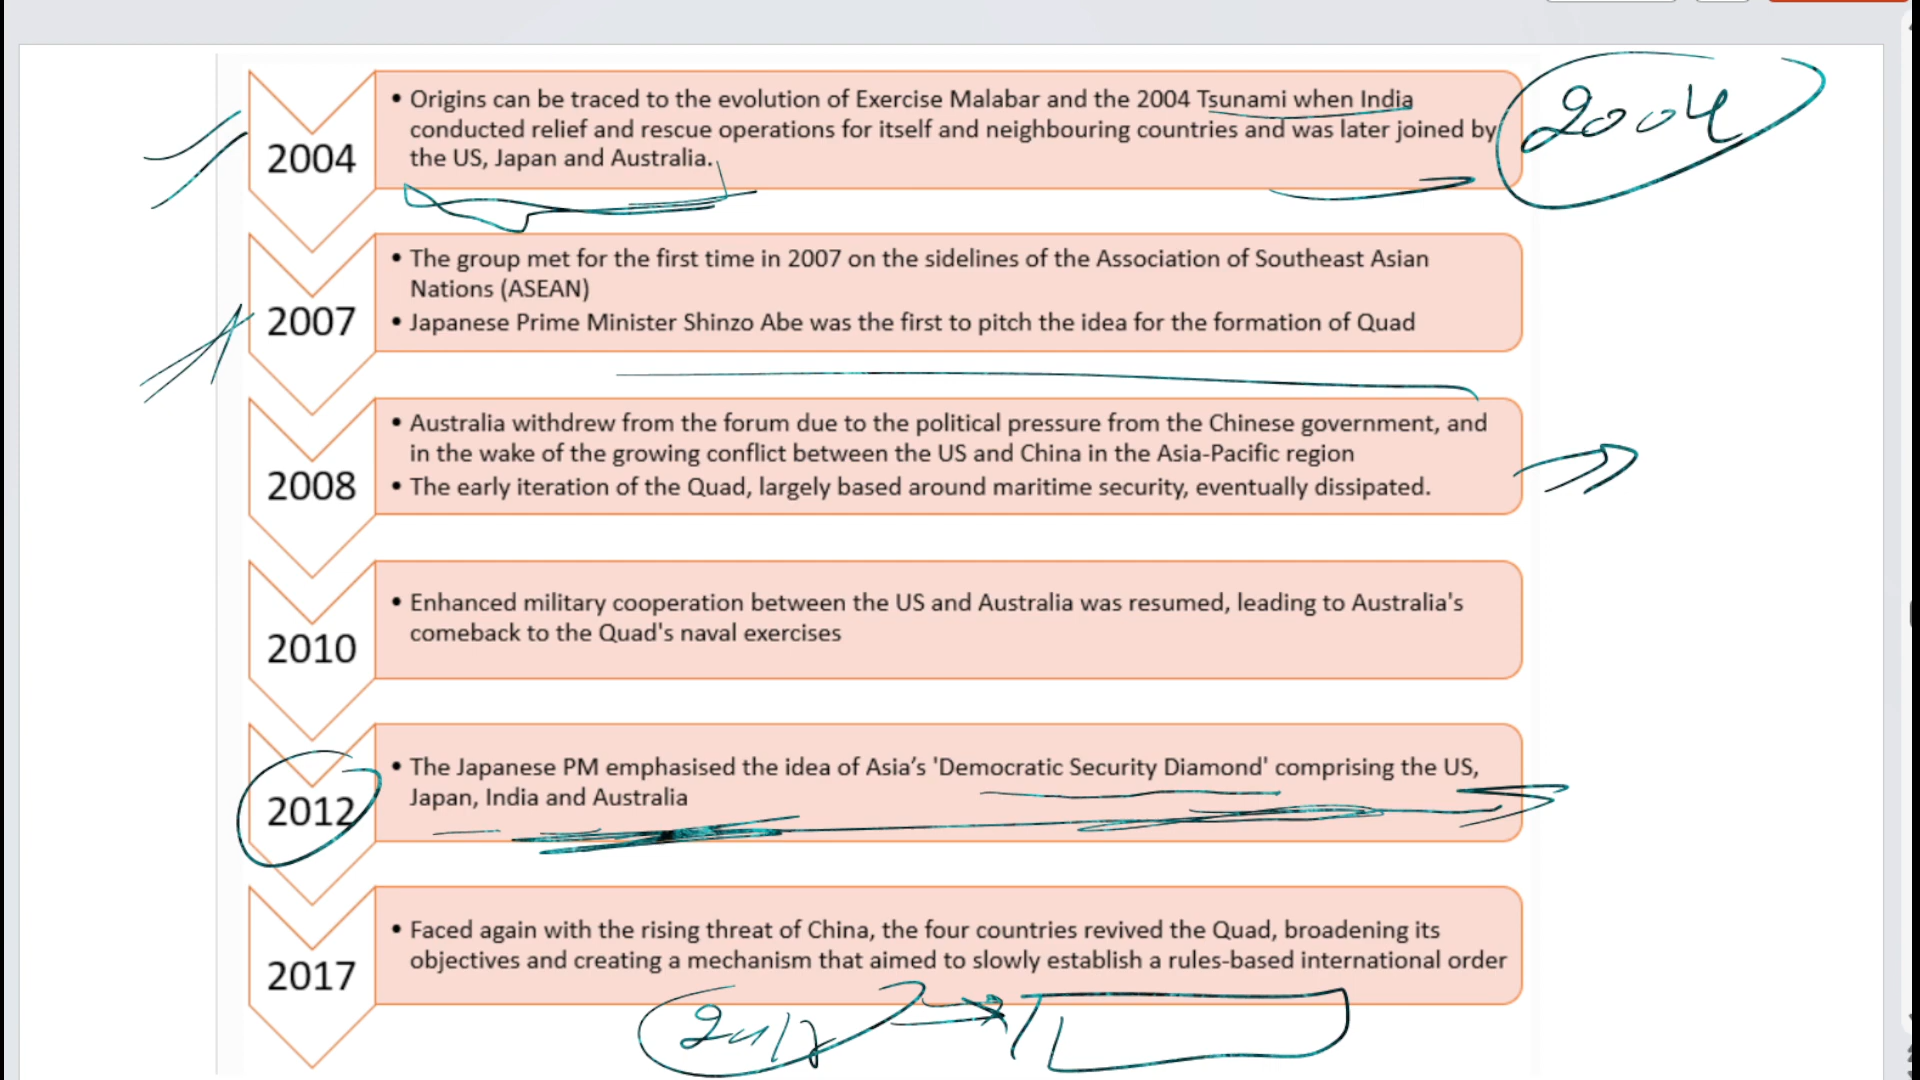 2004
• Origins can be traced to the evolution of Exercise Malabar and the 2004 Tsunami when India
conducted relief and rescue operations for itself and neighbouring countries and was later joined by
the US, Japan and Australia.
2004
2007
• The group met for the first time in 2007 on the sidelines of the Association of Southeast Asian
Nations (ASEAN)
• Japanese Prime Minister Shinzo Abe was the first to pitch the idea for the formation of Quad
2008
• Australia withdrew from the forum due to the political pressure from the Chinese government, and
in the wake of the growing conflict between the US and China in the Asia-Pacific region
• The early iteration of the Quad, largely based around maritime security, eventually dissipated.
2010
• Enhanced military cooperation between the US and Australia was resumed, leading to Australia's
comeback to the Quad's naval exercises
2012
• The Japanese PM emphasised the idea of Asia’s 'Democratic Security Diamond' comprising the US,
Japan, India and Australia
2017
• Faced again with the rising threat of China, the four countries revived the Quad, broadening its
objectives and creating a mechanism that aimed to slowly establish a rules-based international order
2017